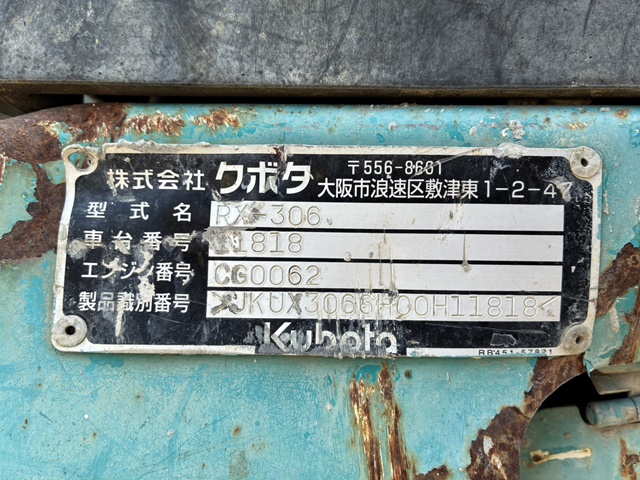 株式会社 クボタ 〒556-8601
大阪市浪速区敷津東1-2-47
型式名 RX-306
車台番号 11818
エンジン番号 CG0062
製品識別番号 *JKUX3066H00H11818<
Kubota
RB451-57821